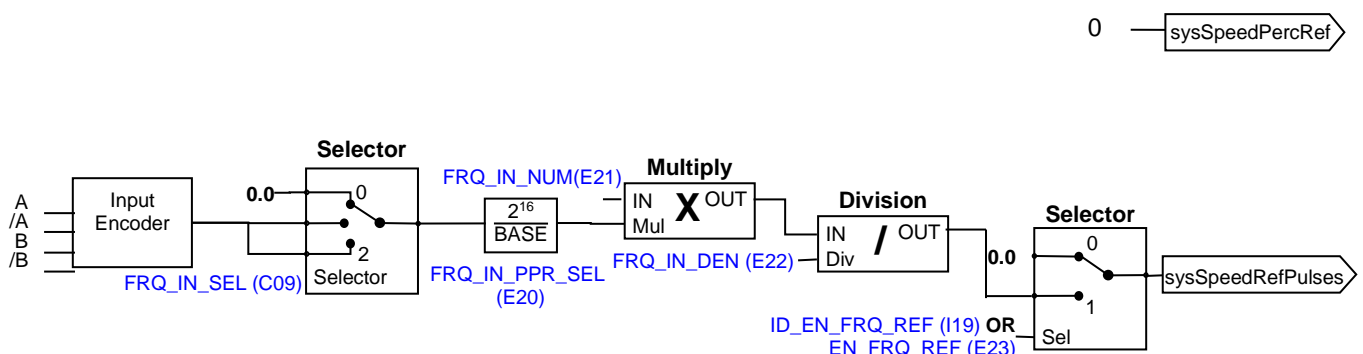 0
sysSpeedPercRef
Selector
Multiply
FRQ_IN_NUM(E21)
Division
Selector
A
/A
B
/B
Input
Encoder
0.0
0
2
Selector
FRQ_IN_SEL (C09)
2¹⁶
BASE
FRQ_IN_PPR_SEL
(E20)
IN
X
OUT
Mul
IN
/
OUT
Div
FRQ_IN_DEN (E22)
0.0
0
1
Sel
sysSpeedRefPulses
ID_EN_FRQ_REF (I19) OR
EN_FRQ_REF (E23)